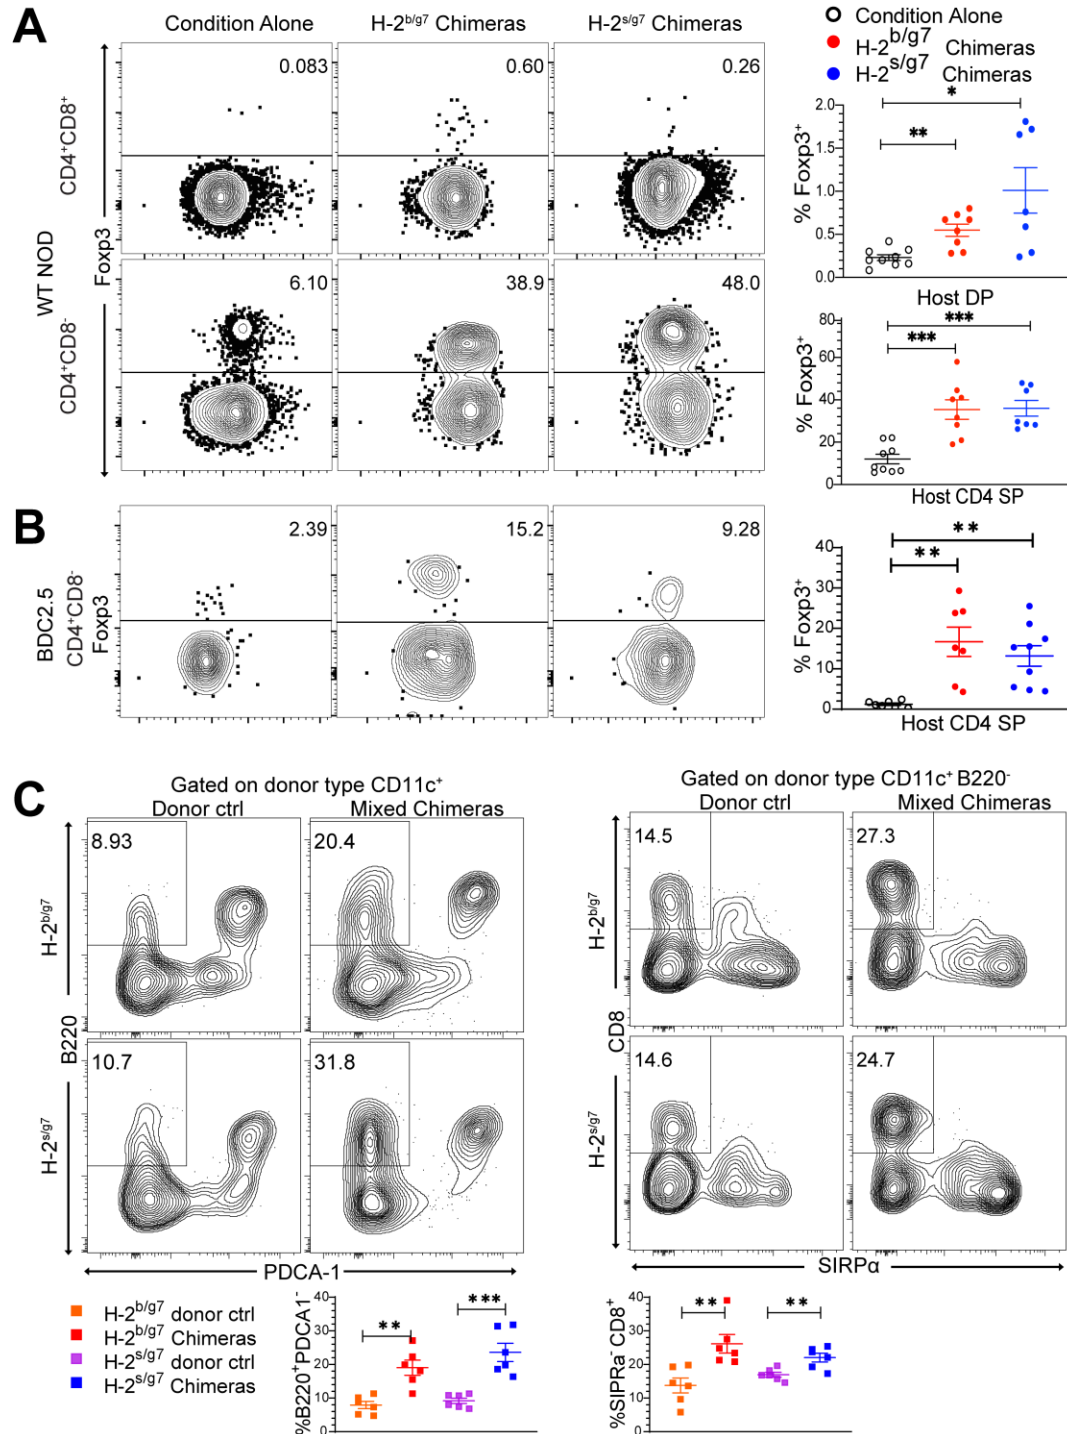 A
Condition Alone
H-2b/g7 Chimeras
H-2s/g7 Chimeras
Condition Alone
H-2b/g7 Chimeras
H-2s/g7 Chimeras
WT NOD
CD4+CD8+
CD4+CD8-
Foxp3
0.083
0.60
0.26
6.10
38.9
48.0
% Foxp3+
2.0
1.5
1.0
0.5
0.0
*
**
Host DP
% Foxp3+
80
60
40
20
0
***
***
Host CD4 SP
B
BDC2.5
CD4+CD8-
Foxp3
2.39
15.2
9.28
% Foxp3+
40
30
20
10
0
**
**
Host CD4 SP
C
Gated on donor type CD11c+
Donor ctrl
Mixed Chimeras
H-2b/g7
H-2s/g7
B220
8.93
20.4
10.7
31.8
PDCA-1
Gated on donor type CD11c+ B220-
Donor ctrl
Mixed Chimeras
H-2b/g7
H-2s/g7
CD8
14.5
27.3
14.6
24.7
SIRPα
H-2b/g7 donor ctrl
H-2b/g7 Chimeras
H-2s/g7 donor ctrl
H-2s/g7 Chimeras
%B220+PDCA1-
40
30
20
10
0
**
***
%SIPRa- CD8+
40
30
20
10
0
**
**